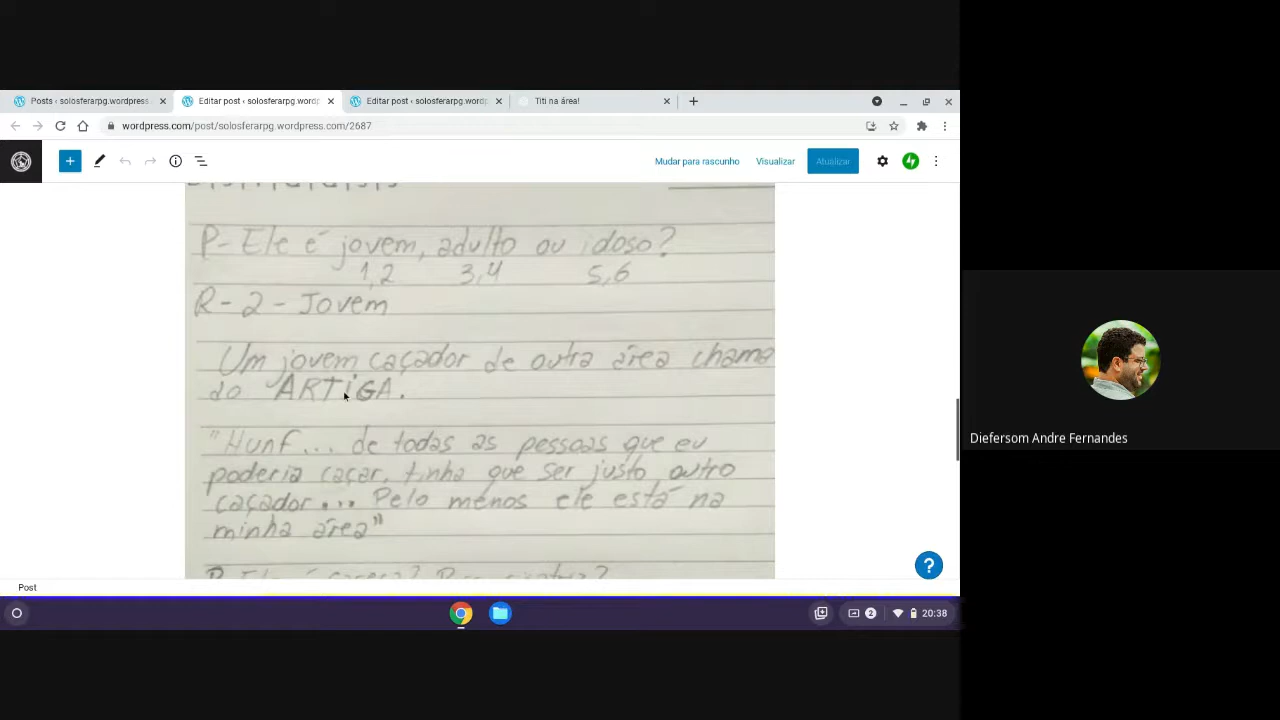 Posts ‹ solosferarpg.wordpress.
Editar post ‹ solosferarpg.wordp
Editar post ‹ solosferarpg.wordp
Titi na área!
wordpress.com/post/solosferarpg.wordpress.com/2687
Mudar para rascunho
Visualizar
Atualizar
P- Ele é jovem, adulto ou idoso?
1,2 3,4 5,6
R- 2 - Jovem
Um jovem caçador de outra área chama
do ARTIGA.
"Hunf... de todas as pessoas que eu
poderia caçar, tinha que ser justo outro
caçador... Pelo menos ele está na
minha área"
Post
2
20:38
Diefersom Andre Fernandes